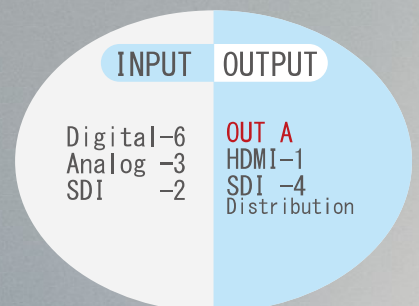 INPUT
OUTPUT
Digital-6
Analog -3
SDI -2
OUT A
HDMI-1
SDI -4
Distribution